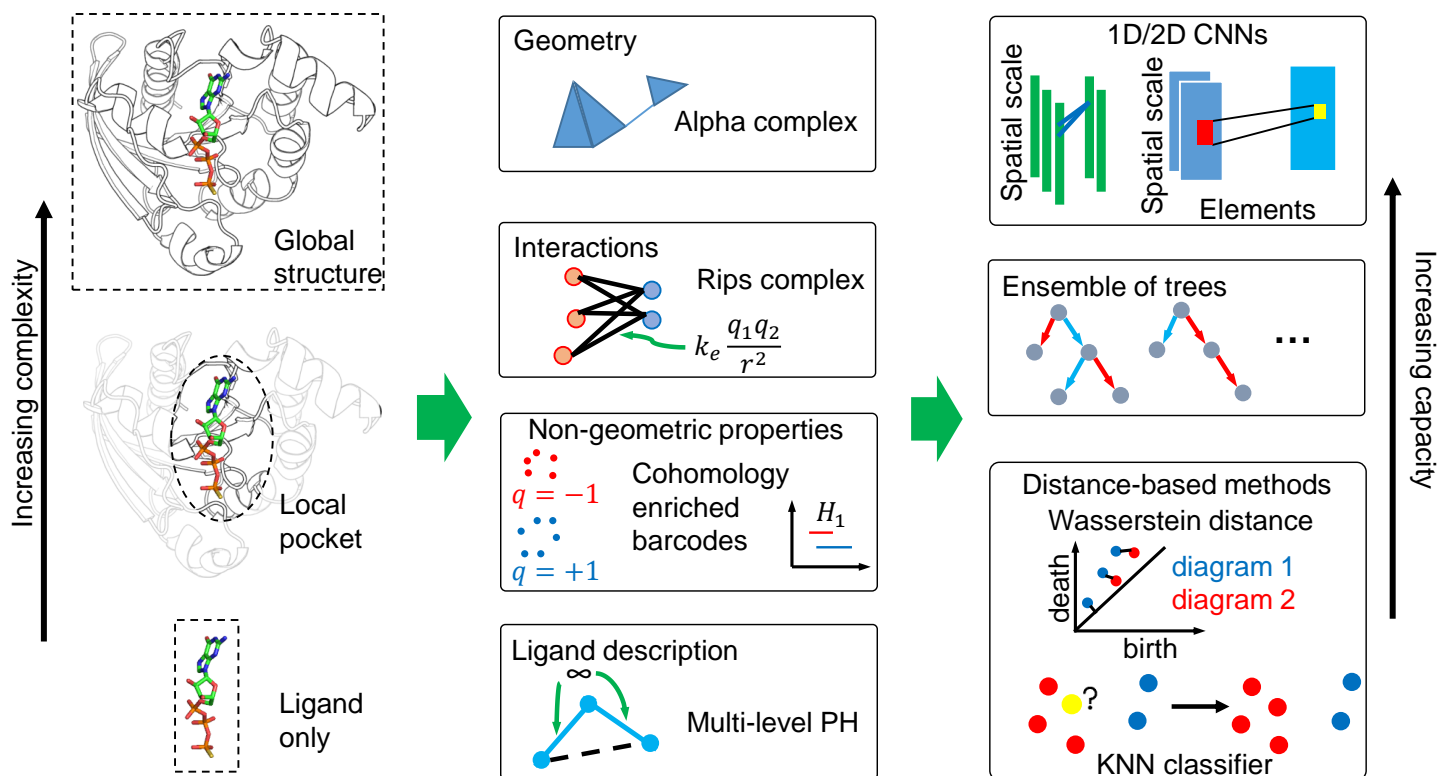 Increasing complexity
Global
structure
Local
pocket
Ligand
only
Geometry
Alpha complex
Interactions
Rips complex
k_e q_1q_2/r^2
Non-geometric properties
q = −1
q = +1
Cohomology
enriched
barcodes
H_1
Ligand description
∞
Multi-level PH
1D/2D CNNs
Spatial scale
Spatial scale
Elements
Ensemble of trees
...
Distance-based methods
Wasserstein distance
death
birth
diagram 1
diagram 2
?
KNN classifier
Increasing capacity